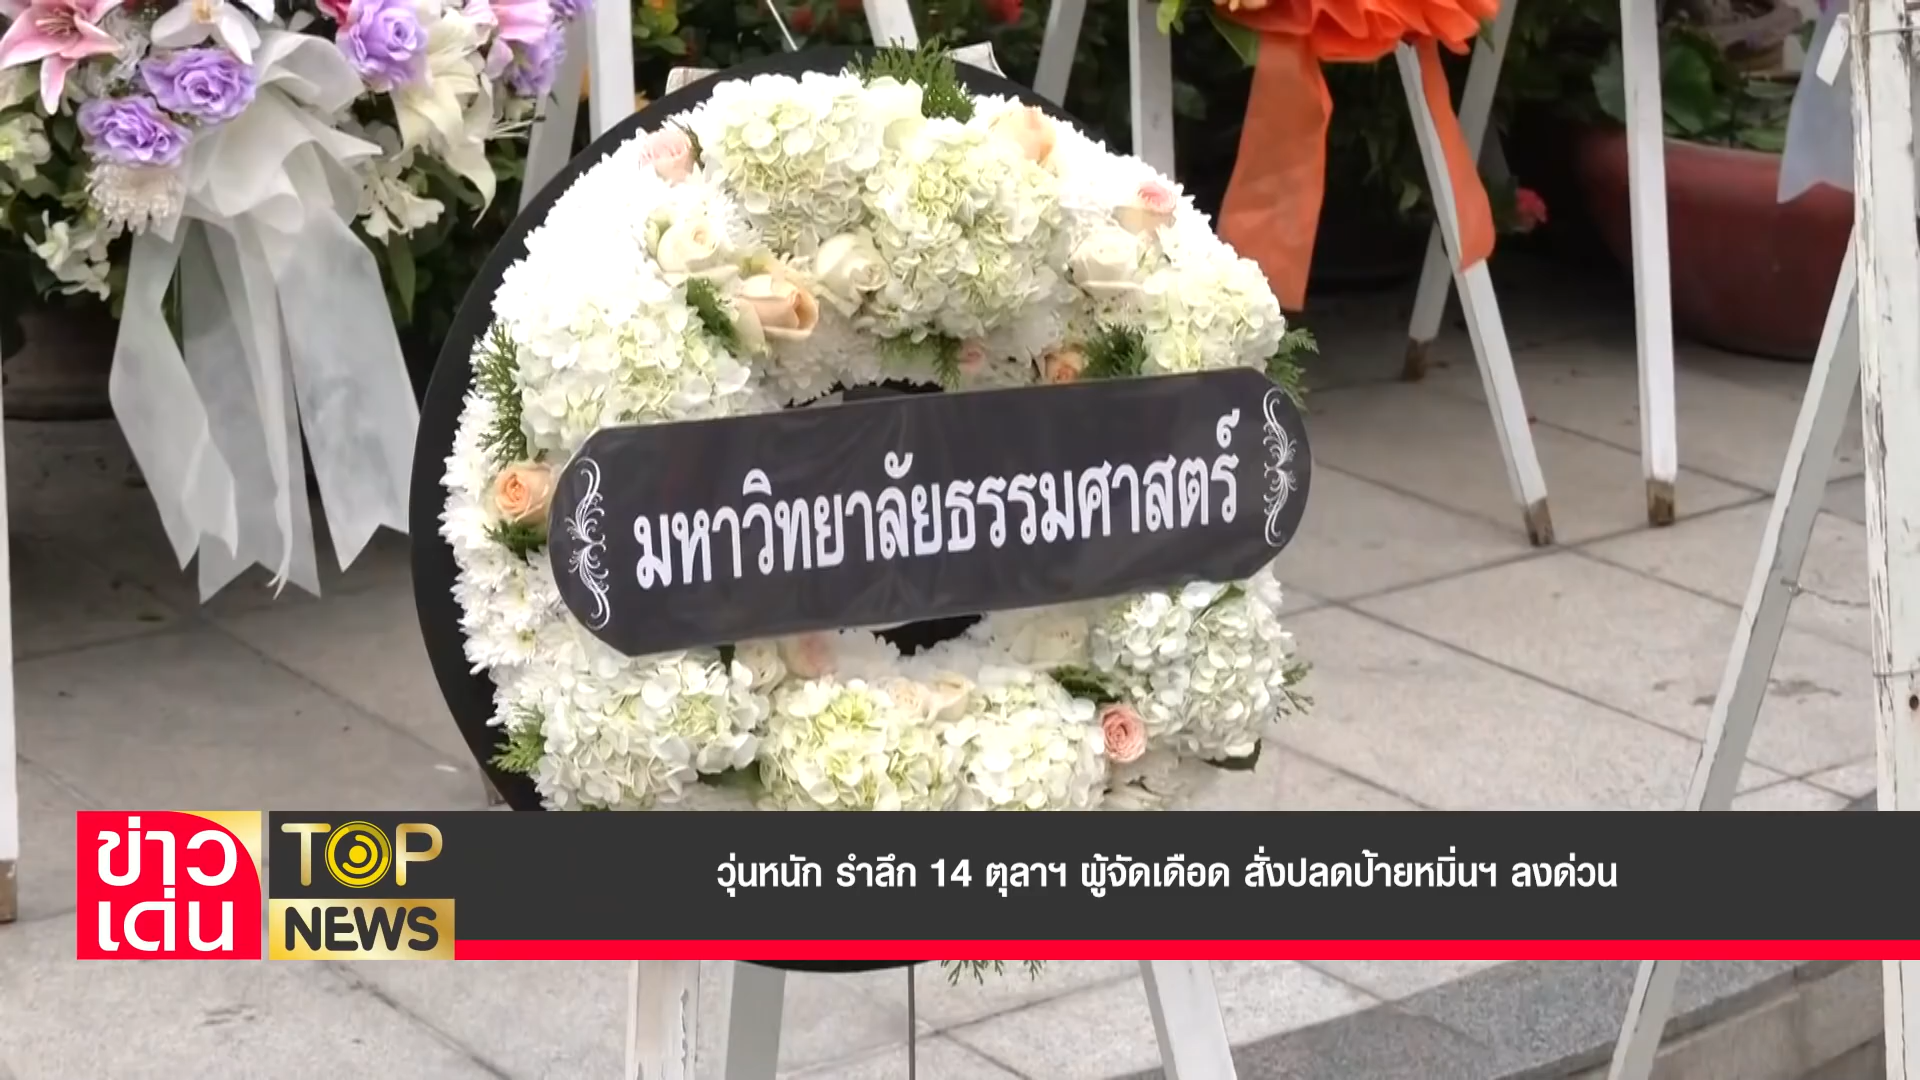 มหาวิทยาลัยธรรมศาสตร์
ข่าว
เด่น
TOP
NEWS
วุ่นหนัก รำลึก 14 ตุลาฯ ผู้จัดเดือด สั่งปลดป้ายหมิ่นฯ ลงด่วน